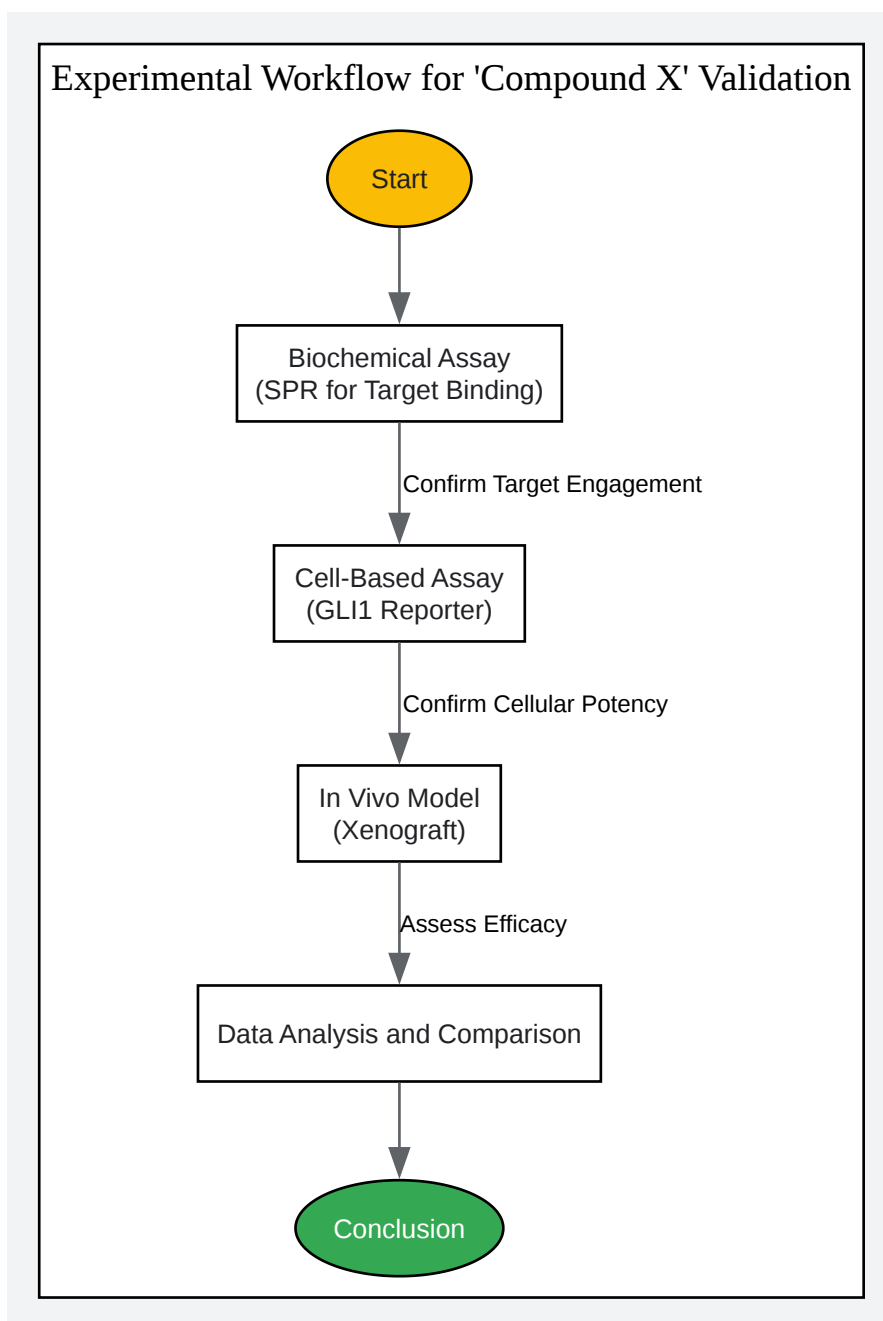 Experimental Workflow for 'Compound X' Validation
Start
Biochemical Assay
(SPR for Target Binding)
Confirm Target Engagement
Cell-Based Assay
(GLI1 Reporter)
Confirm Cellular Potency
In Vivo Model
(Xenograft)
Assess Efficacy
Data Analysis and Comparison
Conclusion